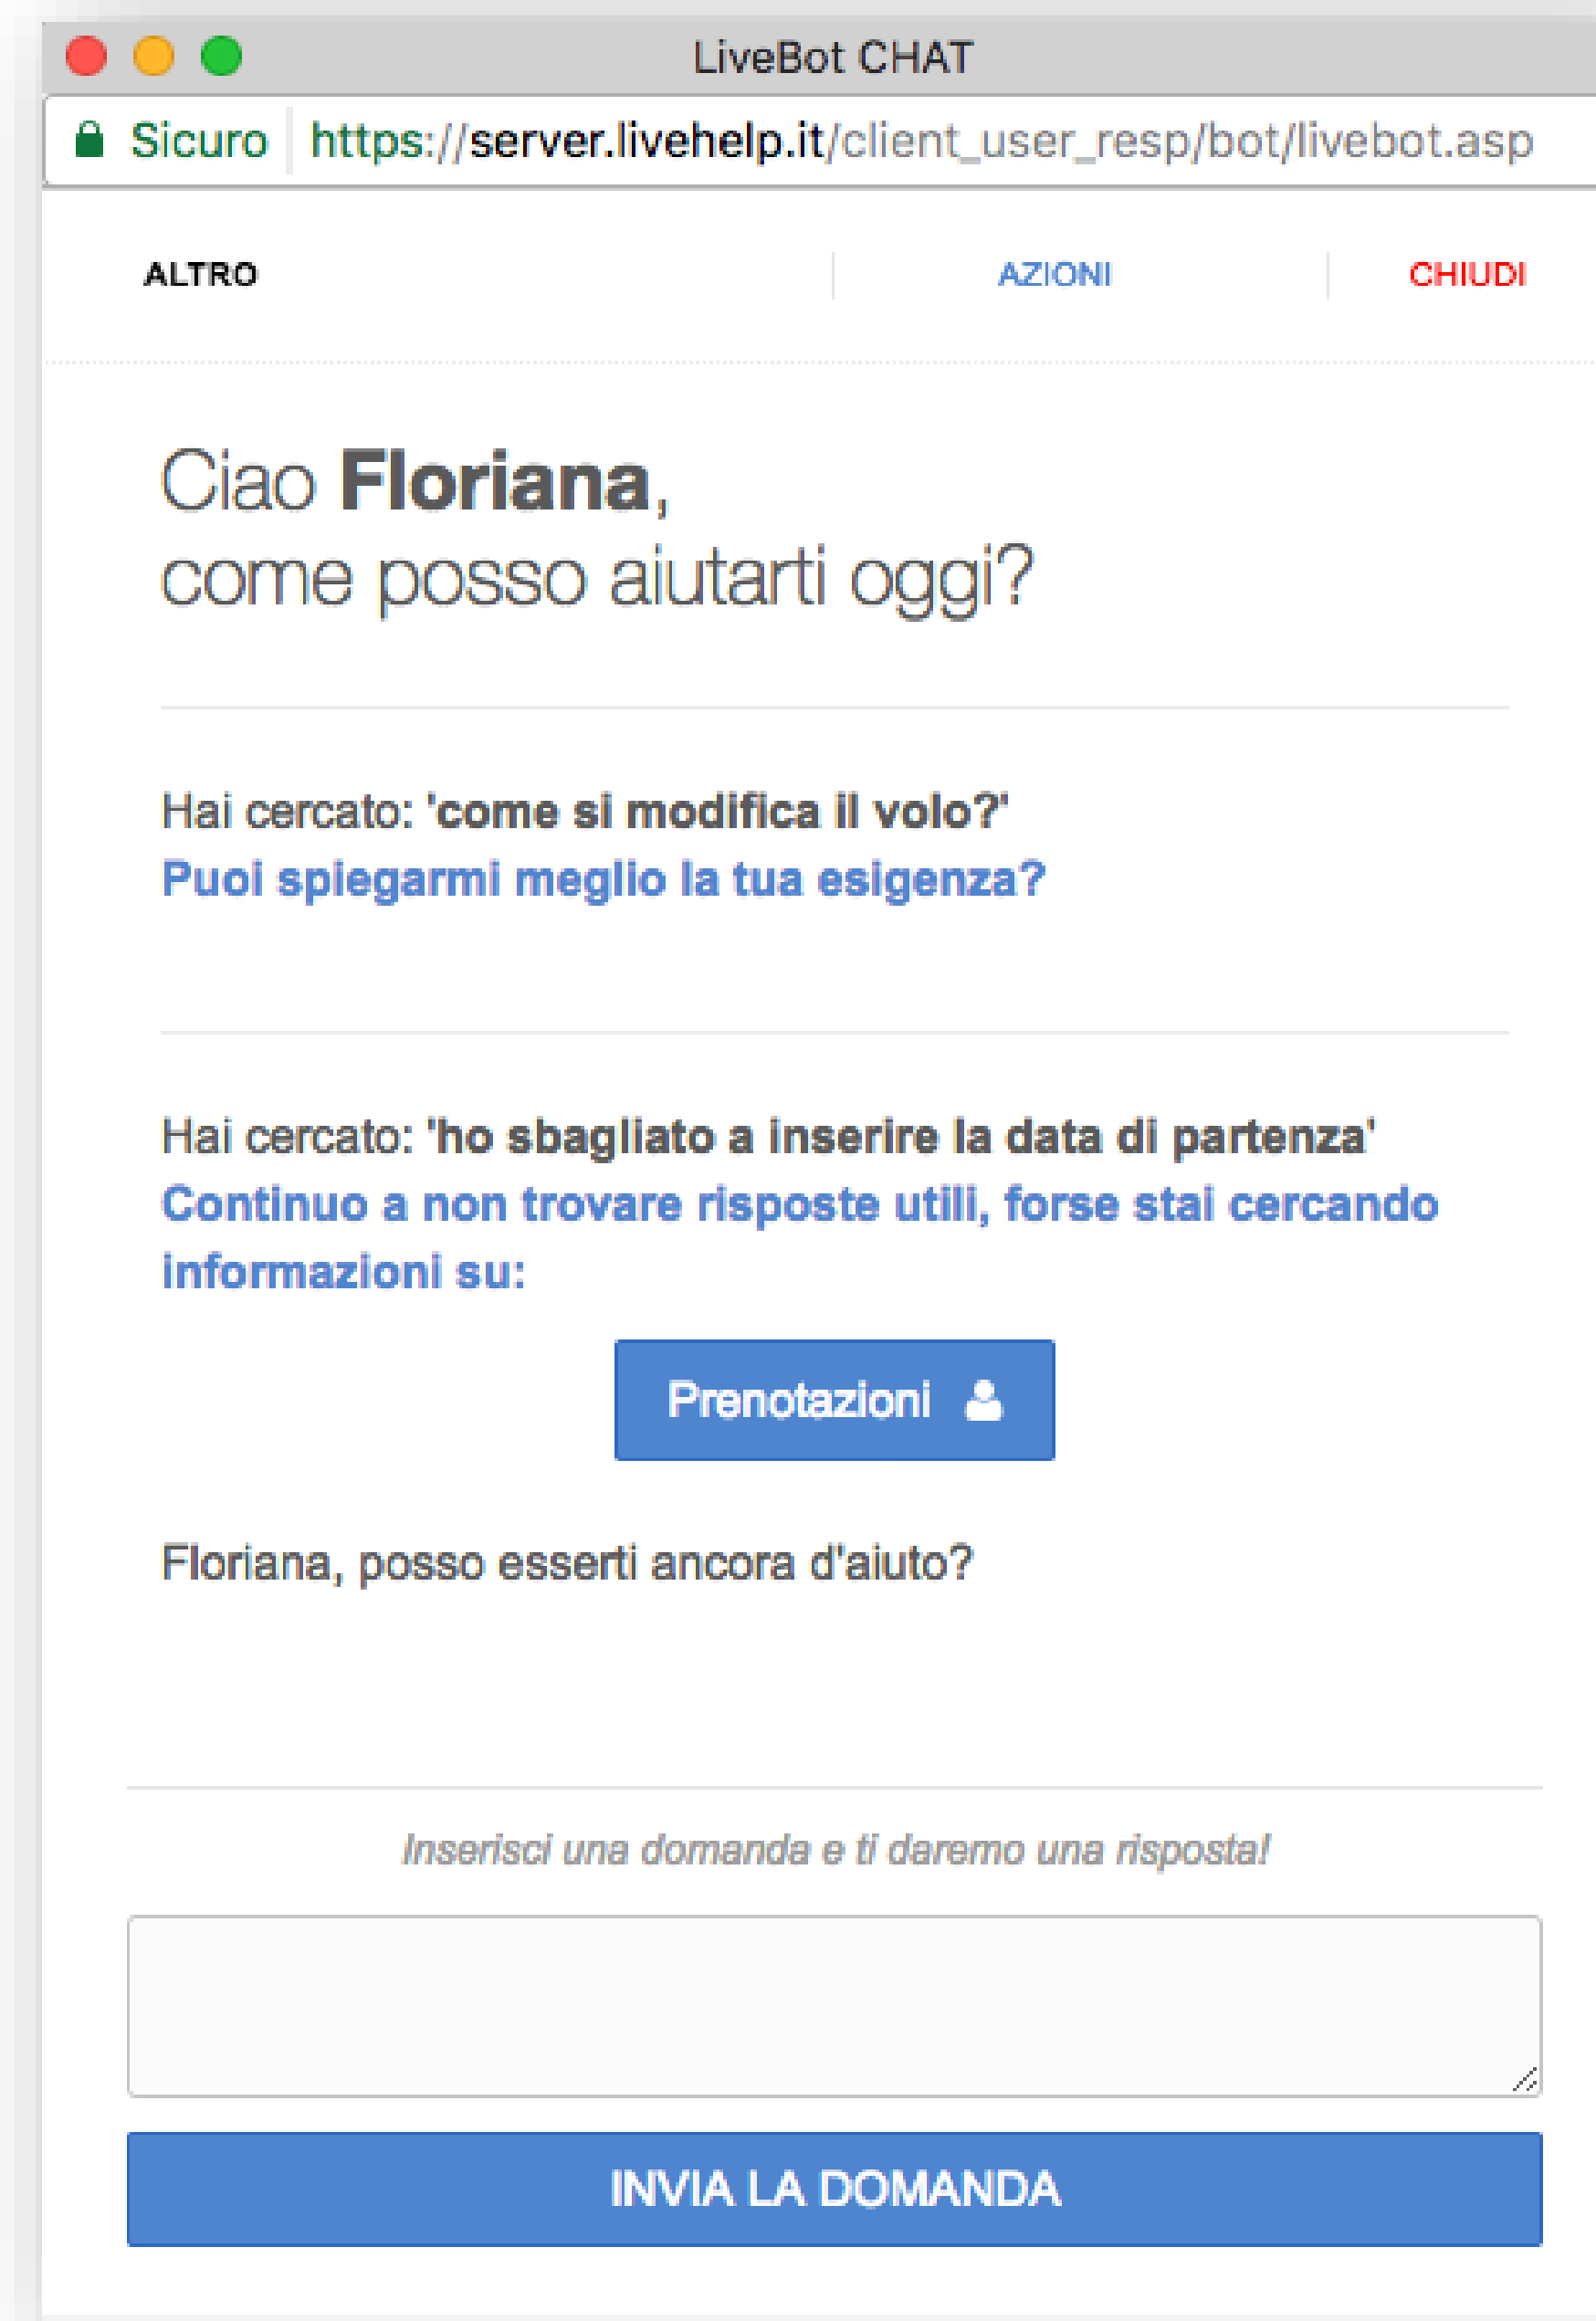 LiveBot CHAT
Sicuro https://server.livehelp.it/client_user_resp/bot/livebot.asp
ALTRO AZIONI CHIUDI
Ciao Floriana,
come posso aiutarti oggi?
Hai cercato: 'come si modifica il volo?'
Puoi spiegarmi meglio la tua esigenza?
Hai cercato: 'ho sbagliato a inserire la data di partenza'
Continuo a non trovare risposte utili, forse stai cercando
informazioni su:
Prenotazioni
Floriana, posso esserti ancora d'aiuto?
Inserisci una domanda e ti daremo una risposta!
INVIA LA DOMANDA